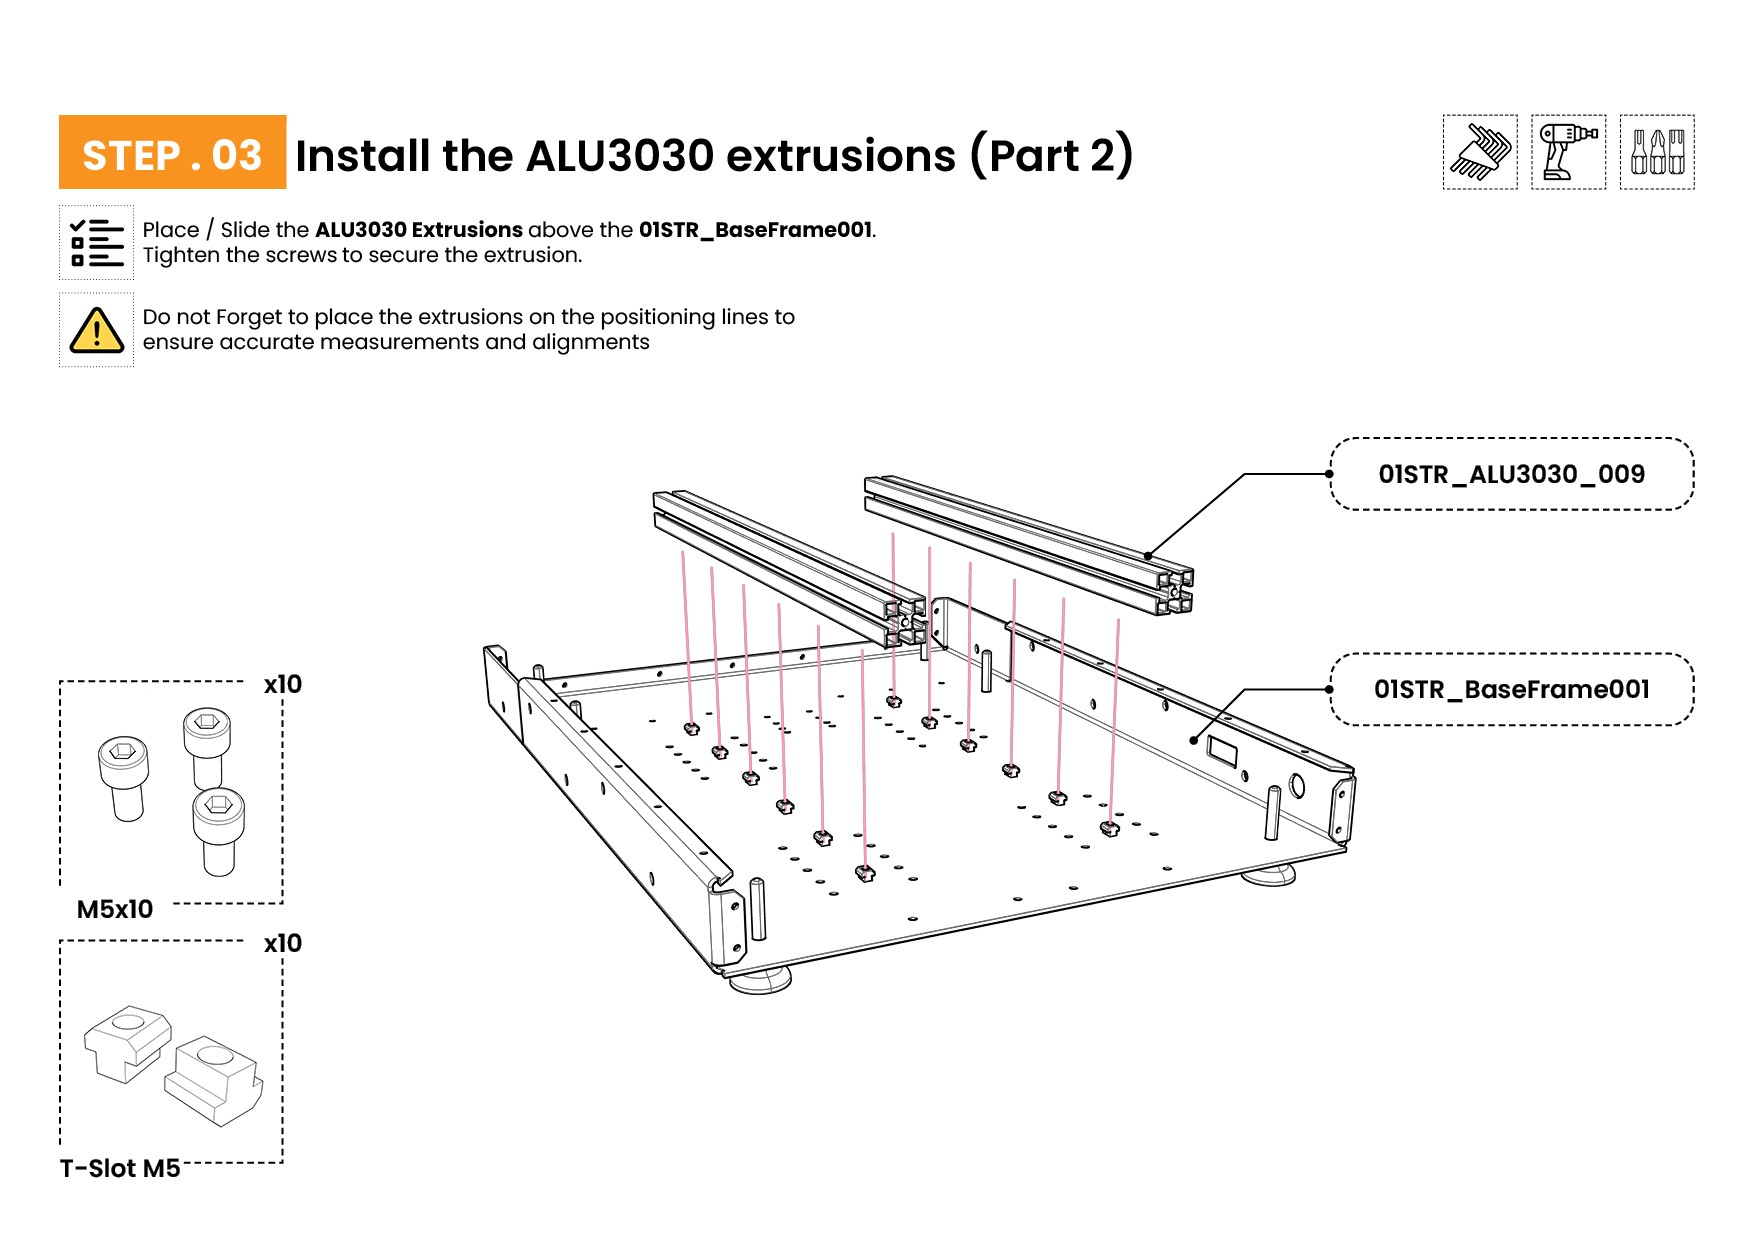 STEP . 03 Install the ALU3030 extrusions (Part 2)
Place / Slide the ALU3030 Extrusions above the 01STR_BaseFrame001.
Tighten the screws to secure the extrusion.
Do not Forget to place the extrusions on the positioning lines to
ensure accurate measurements and alignments
01STR_ALU3030_009
01STR_BaseFrame001
x10
M5x10
x10
T-Slot M5